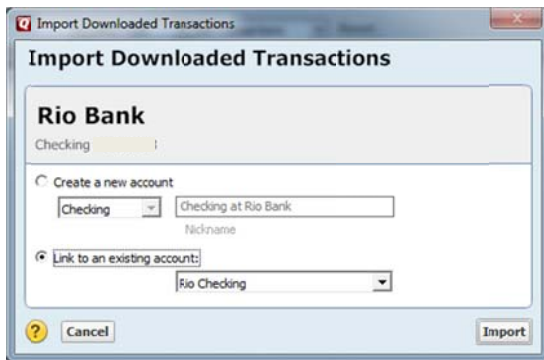 Import Downloaded Transactions
Import Downloaded Transactions
Rio Bank
Checking
Create a new account
Checking Checking at Rio Bank
Nickname
Link to an existing account:
Rio Checking
? Cancel Import